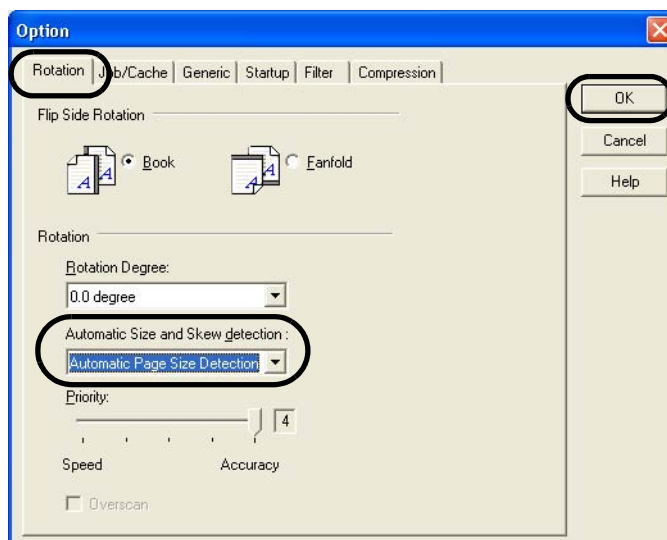 Option
Rotation Job/Cache Generic Startup Filter Compression
OK
Cancel
Help
Flip Side Rotation
A A Book A A Fanfold
Rotation
Rotation Degree:
0.0 degree
Automatic Size and Skew detection :
Automatic Page Size Detection
Priority:
4
Speed Accuracy
Overscan